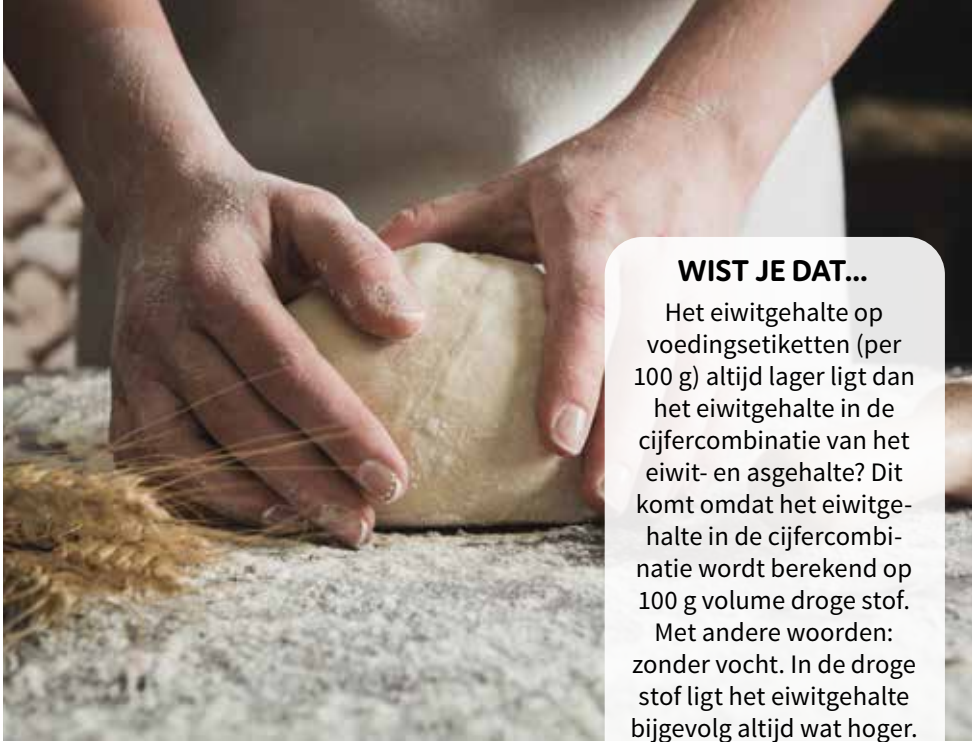 WIST JE DAT...
Het eiwitgehalte op
voedingsetiketten (per
100 g) altijd lager ligt dan
het eiwitgehalte in de
cijfercombinatie van het
eiwit- en asgehalte? Dit
komt omdat het eiwitge-
halte in de cijfercombi-
natie wordt berekend op
100 g volume droge stof.
Met andere woorden:
zonder vocht. In de droge
stof ligt het eiwitgehalte
bijgevolg altijd wat hoger.